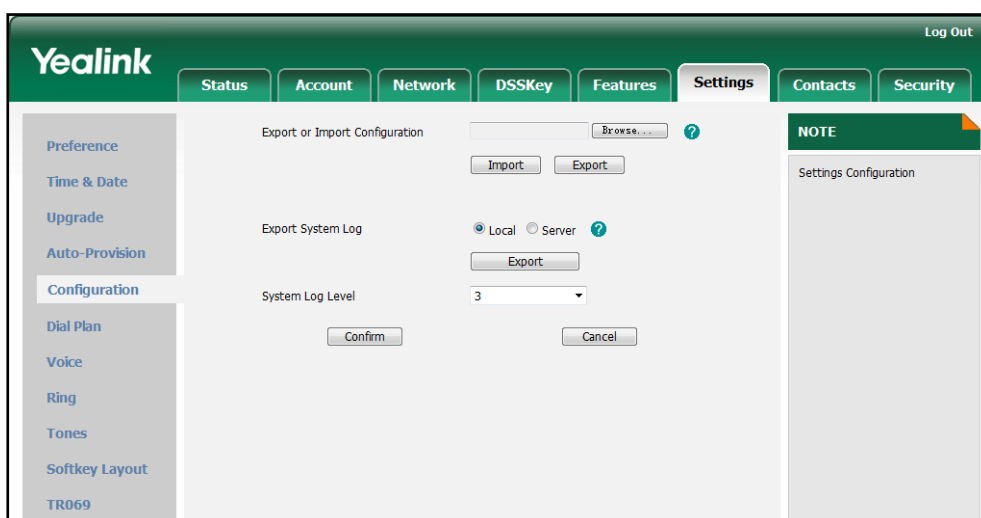 Log Out
Yealink
Status Account Network DSSKey Features Settings Contacts Security
Preference
Time & Date
Upgrade
Auto-Provision
Configuration
Dial Plan
Voice
Ring
Tones
Softkey Layout
TR069
Export or Import Configuration Browse... ?
Import Export
Export System Log Local Server ?
Export
System Log Level 3
Confirm Cancel
NOTE
Settings Configuration